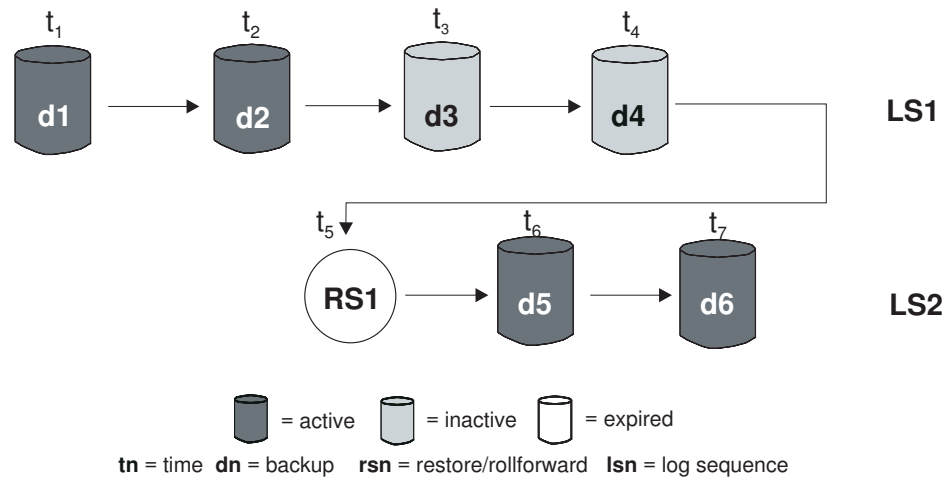 t1 t2 t3 t4
d1 d2 d3 d4 LS1
t5 t6 t7
RS1 d5 d6 LS2
= active = inactive = expired
tn = time dn = backup rsn = restore/rollforward lsn = log sequence